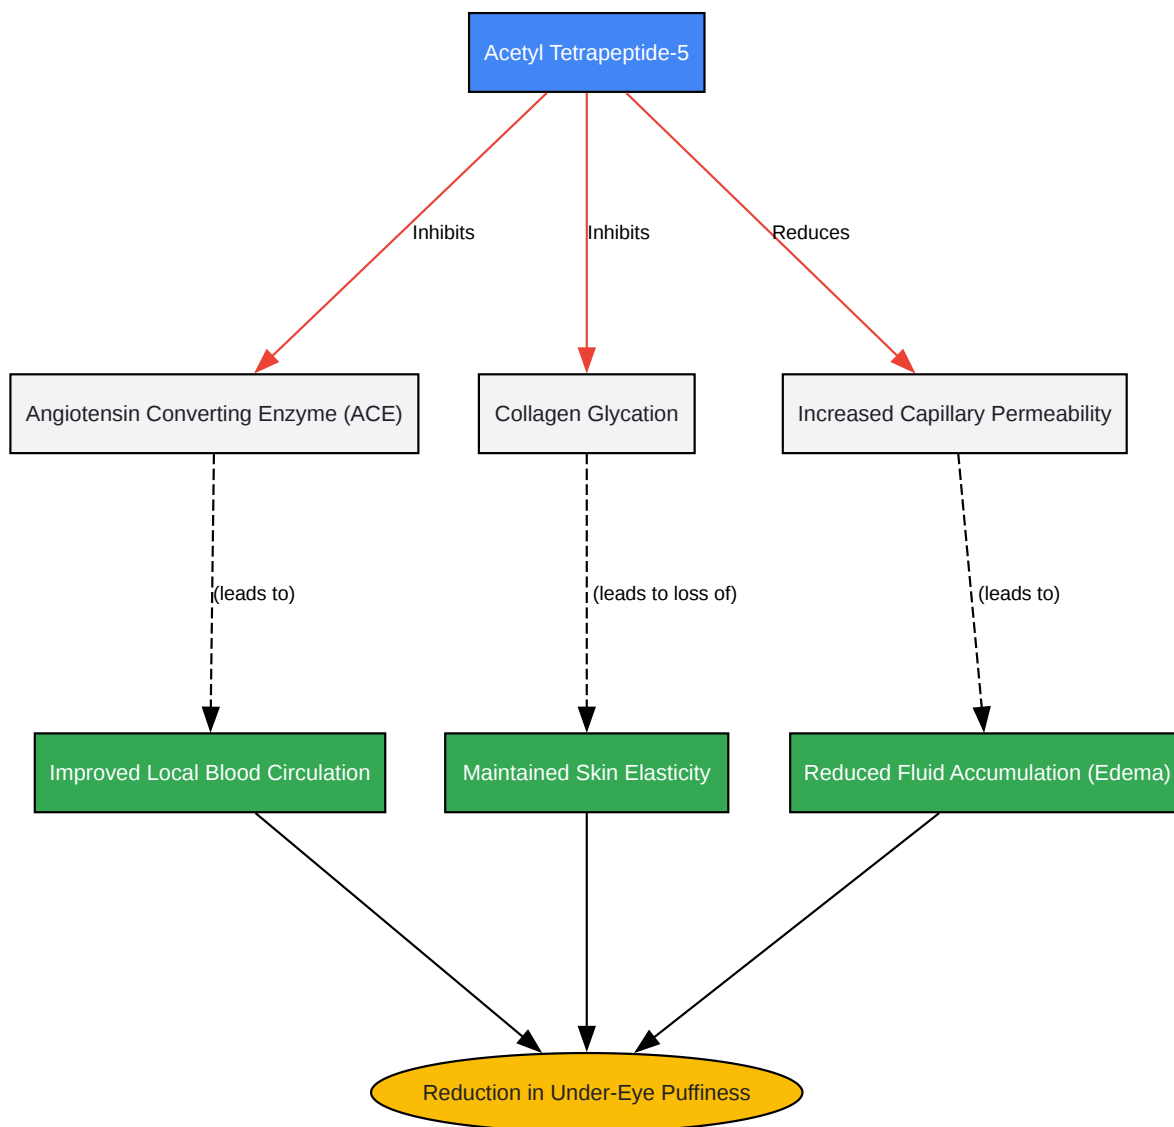 Acetyl Tetrapeptide-5
Inhibits
Inhibits
Reduces
Angiotensin Converting Enzyme (ACE)
Collagen Glycation
Increased Capillary Permeability
(leads to)
(leads to loss of)
(leads to)
Improved Local Blood Circulation
Maintained Skin Elasticity
Reduced Fluid Accumulation (Edema)
Reduction in Under-Eye Puffiness